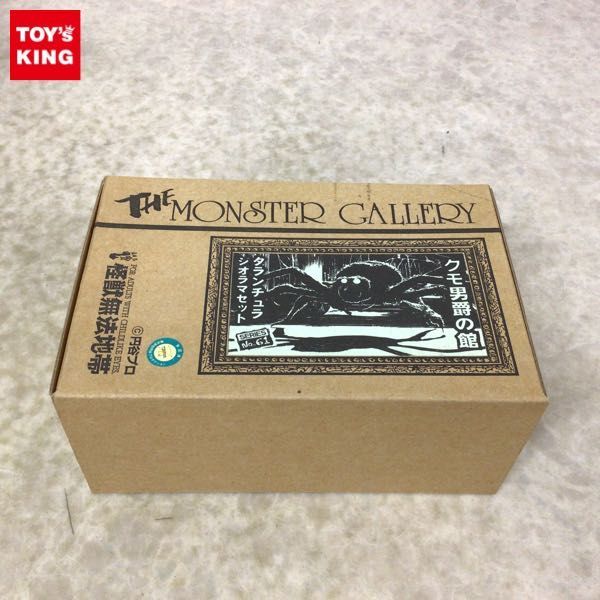 TOY's
KING
THE MONSTER GALLERY
クモ男爵の館
タランチュラ
シオラマセット
SERIES
No.61
©円谷プロ
FOR ADULTS WITH CHILDLIKE EYES.
怪獣無法地帯